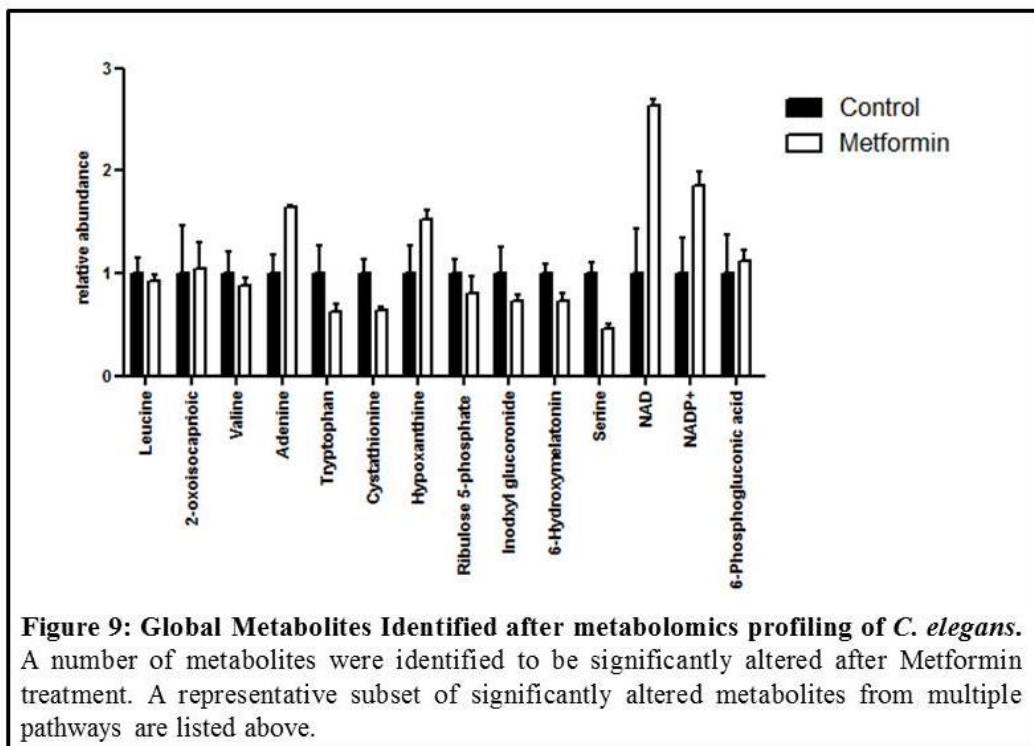 3
2
1
0
relative abundance
Control
Metformin
Leucine
2-oxoisocaprioic
Valine
Adenine
Tryptophan
Cystathionine
Hypoxanthine
Ribulose 5-phosphate
Inodxyl glucoronide
6-Hydroxymelatonin
Serine
NAD
NADP+
6-Phosphogluconic acid
Figure 9: Global Metabolites Identified after metabolomics profiling of C. elegans.
A number of metabolites were identified to be significantly altered after Metformin
treatment. A representative subset of significantly altered metabolites from multiple
pathways are listed above.